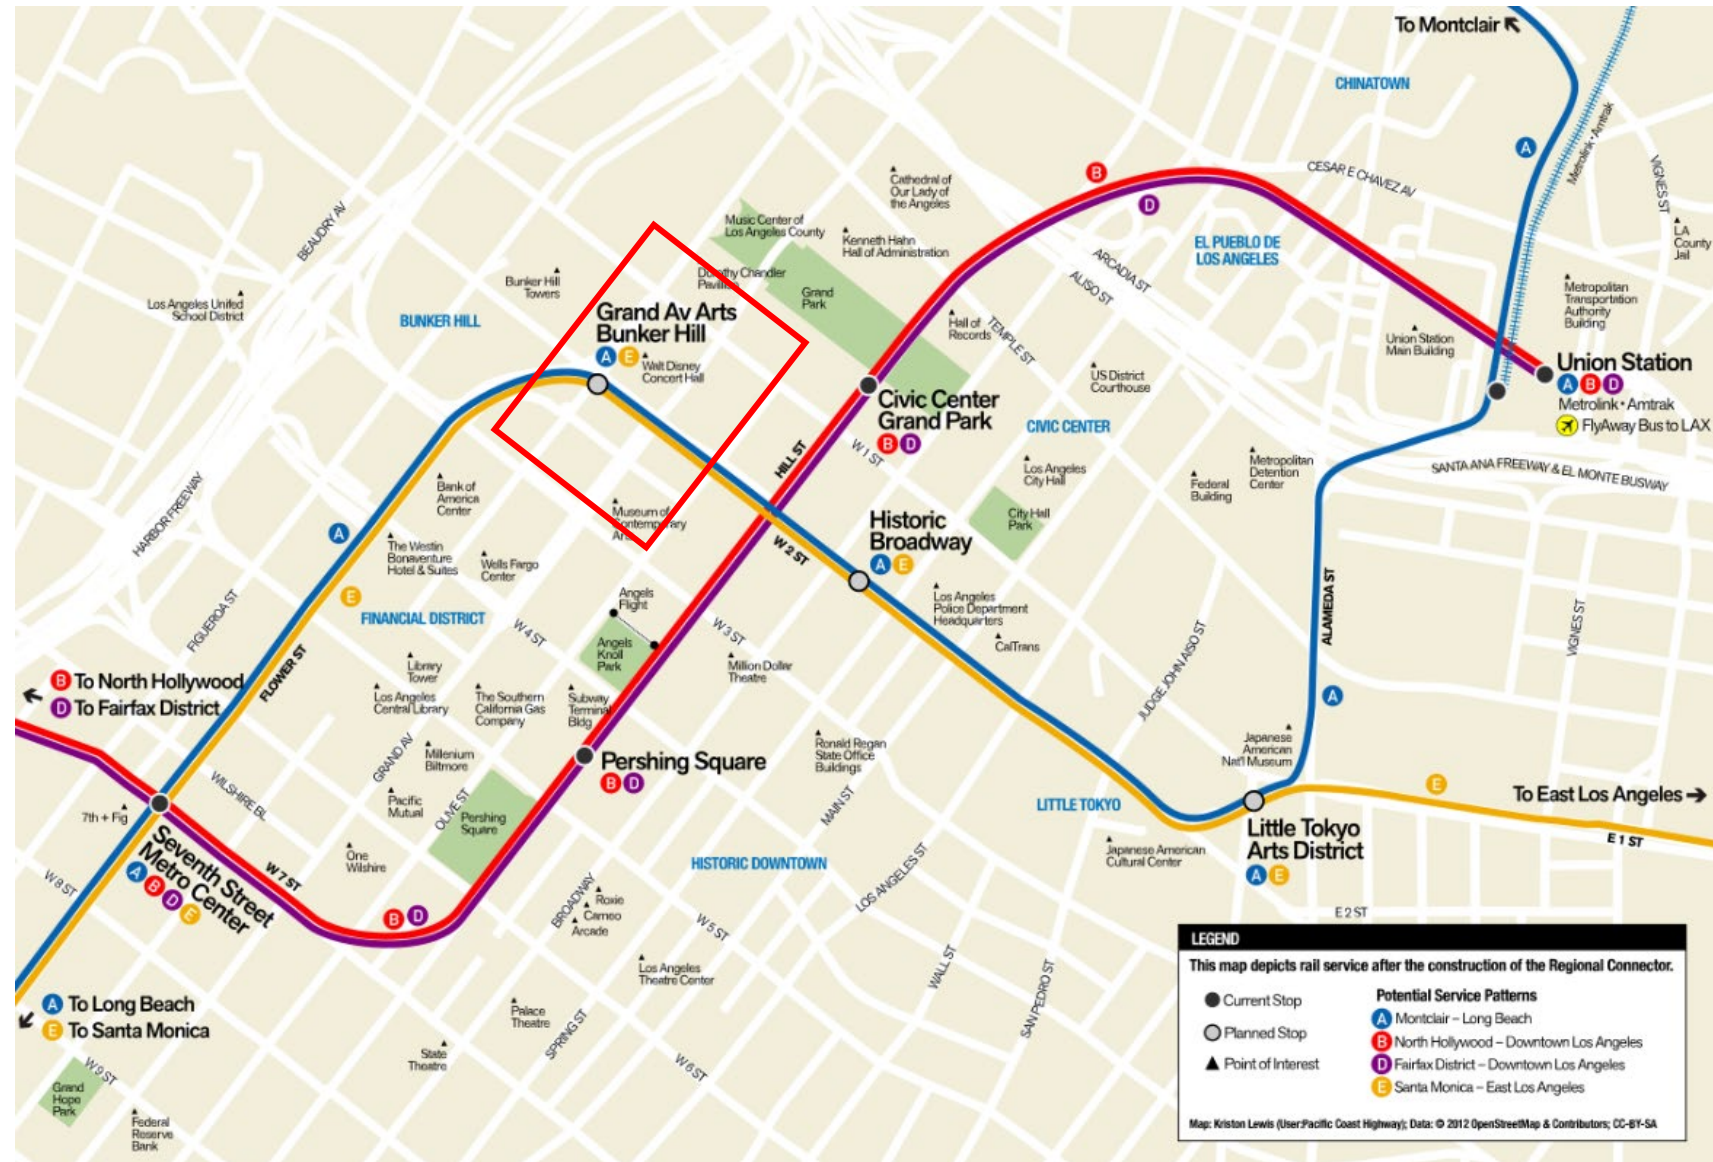 To Montclair
CHINATOWN
A
Metrolink • Amtrak
VIGNES ST
B
CESAR E CHAVEZ AV
D
Cathedral of
Our Lady of
the Angeles
BEAUDRY AV
Music Center of
Los Angeles County
Kenneth Hahn
Hall of Administration
EL PUEBLO DE
LOS ANGELES
LA
County
Jail
ARCADIA ST
ALISO ST
Bunker Hill
Towers
Dorothy Chandler
Pavilion
Grand
Park
Metropolitan
Transportation
Authority
Building
Los Angeles United
School District
BUNKER HILL
Grand Av Arts
Bunker Hill
A E
Walt Disney
Concert Hall
Hall of
Records
TEMPLE ST
Union Station
Main Building
US District
Courthouse
Union Station
A B D
Metrolink • Amtrak
FlyAway Bus to LAX
Civic Center
Grand Park
B D
CIVIC CENTER
HILL ST
W 1 ST
Los Angeles
City Hall
Federal
Building
Metropolitan
Detention
Center
SANTA ANA FREEWAY & EL MONTE BUSWAY
HARBOR FREEWAY
Bank of
America
Center
Museum of
Contemporary
Arts
City Hall
Park
A
The Westin
Bonaventure
Hotel & Suites
Wells Fargo
Center
W 2 ST
Historic
Broadway
A E
E
FIGUEROA ST
FINANCIAL DISTRICT
W 4 ST
Angels
Flight
Angels
Knoll
Park
W 3 ST
Los Angeles
Police Department
Headquarters
CalTrans
ALAMEDA ST
VIGNES ST
JUDGE JOHN AISO ST
B To North Hollywood
D To Fairfax District
FLOWER ST
Library
Tower
Los Angeles
Central Library
The Southern
California Gas
Company
Subway
Terminal
Bldg
Million Dollar
Theatre
A
Japanese
American
Nat'l Museum
GRAND AV
Millenium
Biltmore
Pershing Square
B D
Ronald Regan
State Office
Buildings
WILSHIRE BL
Pacific
Mutual
OLIVE ST
Pershing
Square
MAIN ST
LITTLE TOKYO
E
To East Los Angeles
E 1 ST
7th + Fig
Seventh Street
Metro Center
A B D E
W 7 ST
One
Wilshire
HISTORIC DOWNTOWN
Japanese American
Cultural Center
Little Tokyo
Arts District
A E
W 8 ST
B D
BROADWAY
Roxie
Cameo
Arcade
W 5 ST
LOS ANGELES ST
E 2 ST
Los Angeles
Theatre Center
WALL ST
SAN PEDRO ST
A To Long Beach
E To Santa Monica
Palace
Theatre
SPRING ST
State
Theatre
W 6 ST
W 9 ST
Grand
Hope
Park
Federal
Reserve
Bank
LEGEND
This map depicts rail service after the construction of the Regional Connector.
Current Stop
Planned Stop
Point of Interest
Potential Service Patterns
A Montclair – Long Beach
B North Hollywood – Downtown Los Angeles
D Fairfax District – Downtown Los Angeles
E Santa Monica – East Los Angeles
Map: Kriston Lewis (User:Pacific Coast Highway); Data: © 2012 OpenStreetMap & Contributors; CC-BY-SA